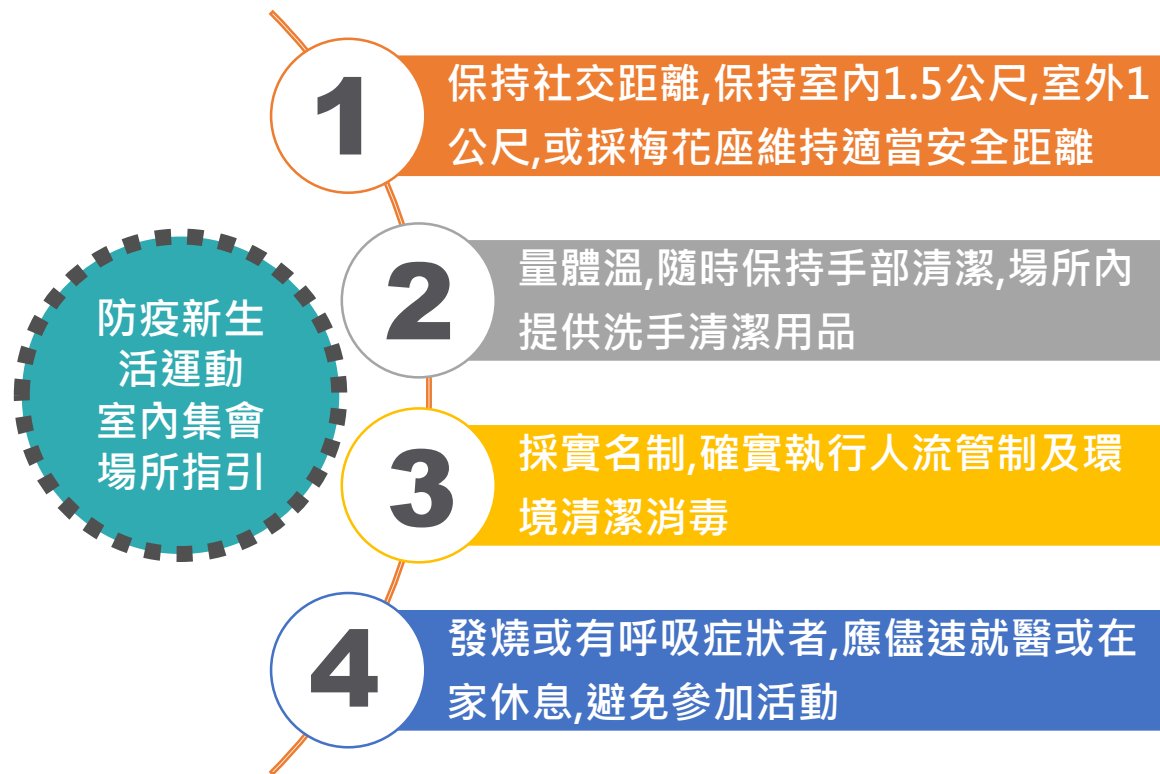 防疫新生
活運動
室內集會
場所指引
1
保持社交距離,保持室內1.5公尺,室外1
公尺,或採梅花座維持適當安全距離
2
量體溫,隨時保持手部清潔,場所內
提供洗手清潔用品
3
採實名制,確實執行人流管制及環
境清潔消毒
4
發燒或有呼吸症狀者,應儘速就醫或在
家休息,避免參加活動